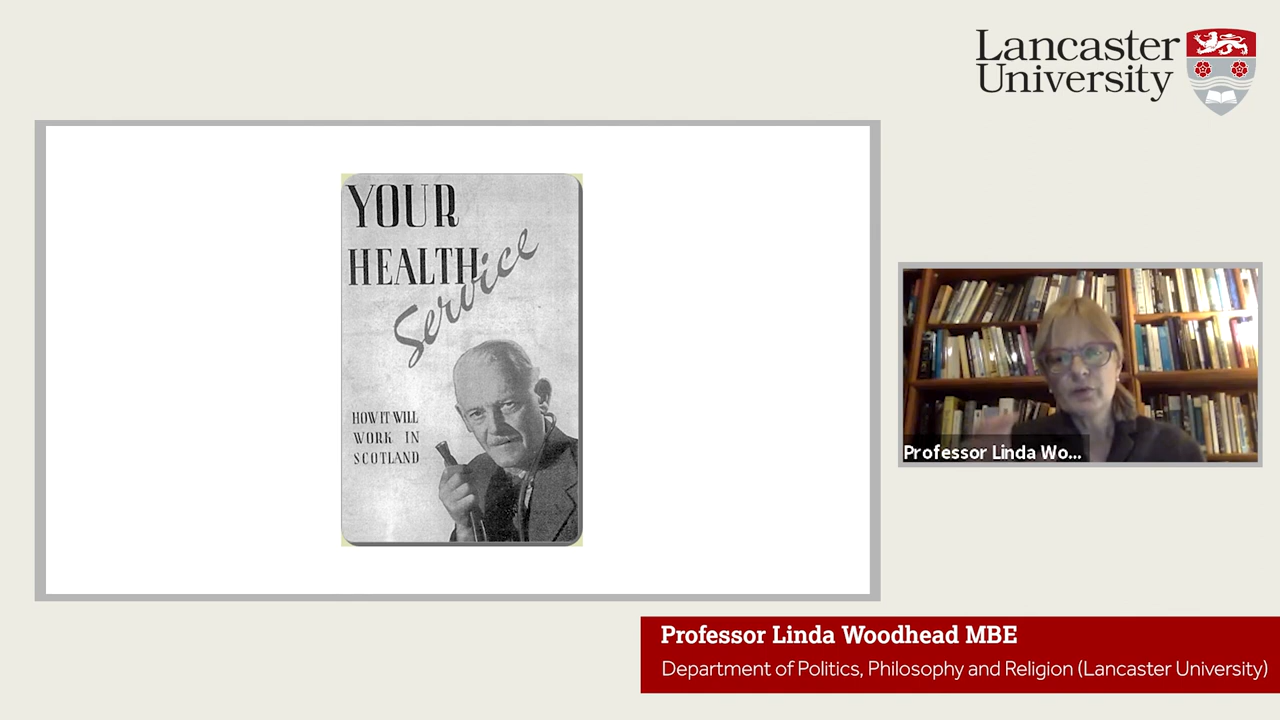 Lancaster
University
YOUR
HEALTH
Service
HOW IT WILL
WORK IN
SCOTLAND
Professor Linda Wo...
Professor Linda Woodhead MBE
Department of Politics, Philosophy and Religion (Lancaster University)